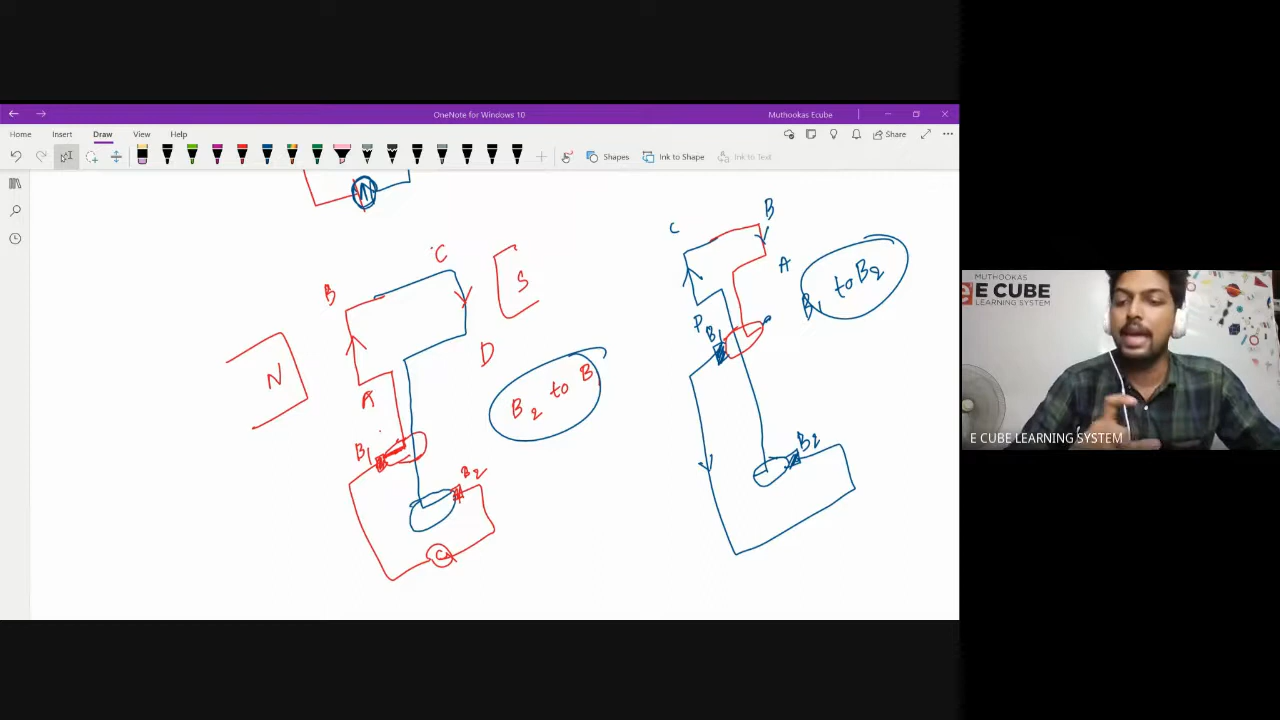 OneNote for Windows 10
Muthookas Ecube
Home Insert Draw View Help
Share
Shapes
Ink to Shape
Ink to Text
C
S
B
N
D
A
B1
B2
G
B2 to B
C
B
A
B1
B2
B1 to B2
MUTHOOKAS
E CUBE
LEARNING SYSTEM
E CUBE LEARNING SYSTEM